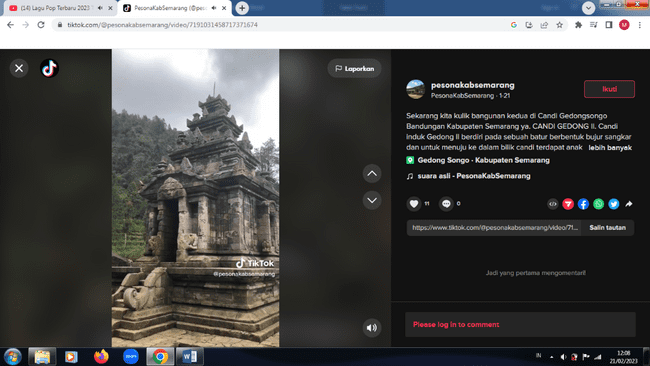 (14) Lagu Pop Terbaru 2023
PesonaKabSemarang (@pes
tiktok.com/@pesonakabsemarang/video/7191031458717371674
Laporkan
TikTok
@pesonakabsemarang
pesonakabsemarang
PesonaKabSemarang · 1-21
Ikuti
Sekarang kita kulik bangunan kedua di Candi Gedongsongo
Bandungan Kabupaten Semarang ya. CANDI GEDONG II. Candi
induk Gedong II berdiri pada sebuah batur berbentuk bujur sangkar
dan untuk menuju ke dalam bilik candi terdapat anak lebih banyak
Gedong Songo - Kabupaten Semarang
suara asli - PesonaKabSemarang
11
0
https://www.tiktok.com/@pesonakabsemarang/video/71...
Salin tautan
Jadi yang pertama mengomentari!
Please log in to comment
IN
12:08
21/02/2023